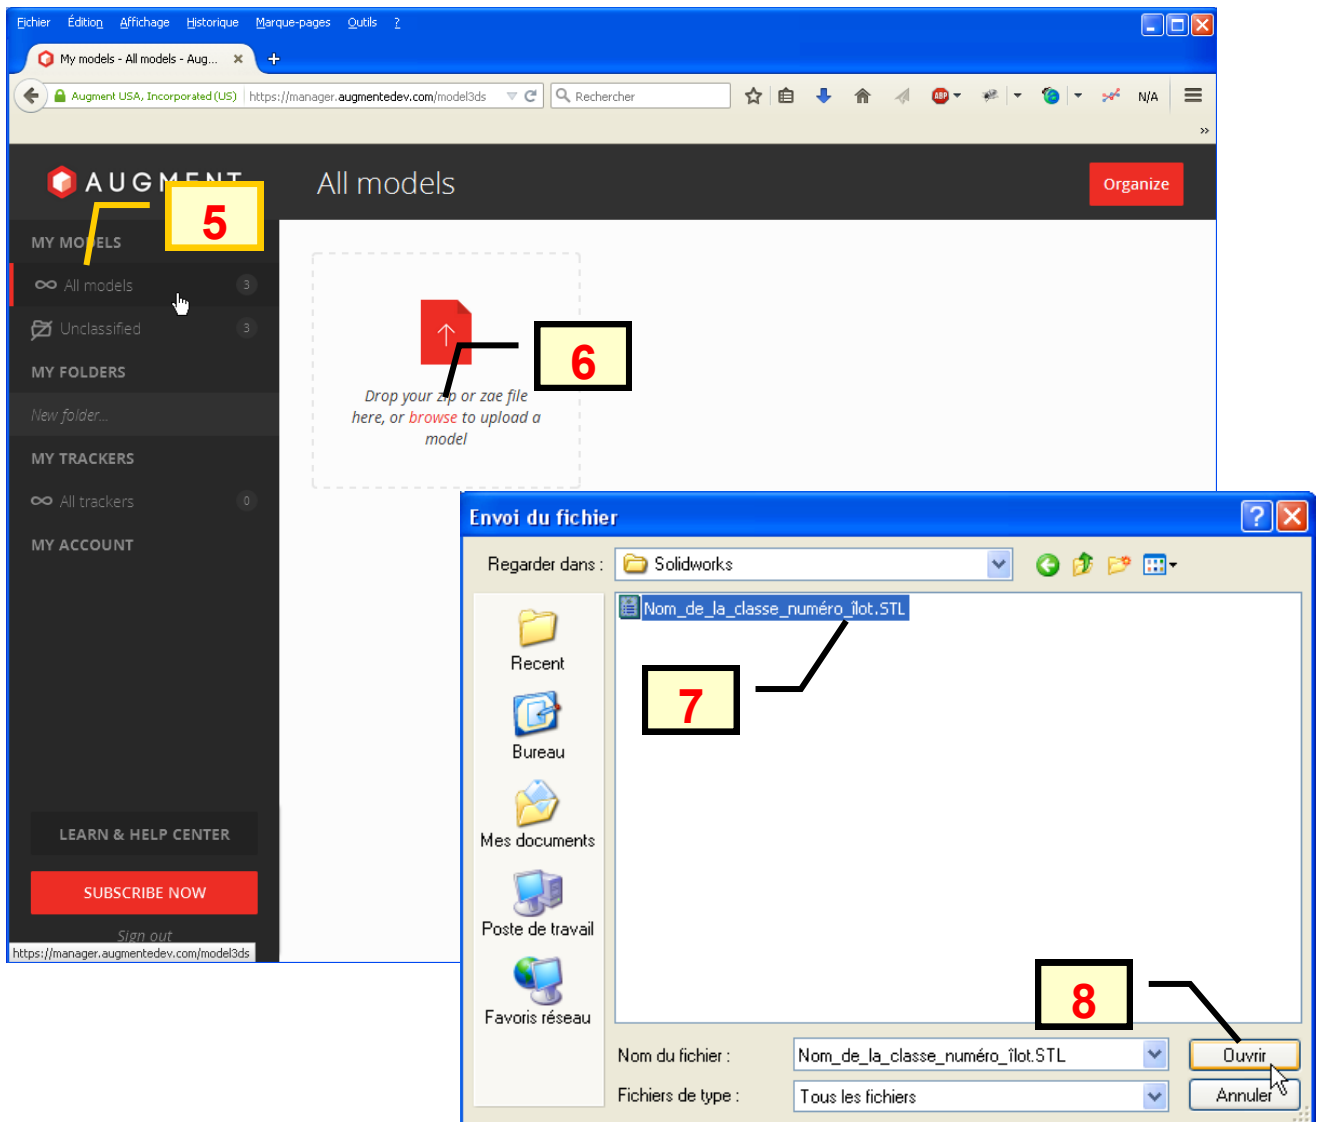 Fichier Édition Affichage Historique Marque-pages Outils ?
My models - All models - Aug...
Augment USA, Incorporated (US) https://manager.augmentedev.com/model3ds Rechercher ABP N/A
»
AUGMENT All models Organize
5
MY MODELS
All models 3
Unclassified 3
MY FOLDERS
New folder...
MY TRACKERS
All trackers 0
MY ACCOUNT
LEARN & HELP CENTER
SUBSCRIBE NOW
Sign out
https://manager.augmentedev.com/model3ds
6
Drop your zip or zae file
here, or browse to upload a
model
Envoi du fichier
Regarder dans : Solidworks
Nom_de_la_classe_numéro_îlot.STL
7
Recent
Bureau
Mes documents
Poste de travail
Favoris réseau
8
Nom du fichier : Nom_de_la_classe_numéro_îlot.STL Ouvrir
Fichiers de type : Tous les fichiers Annuler